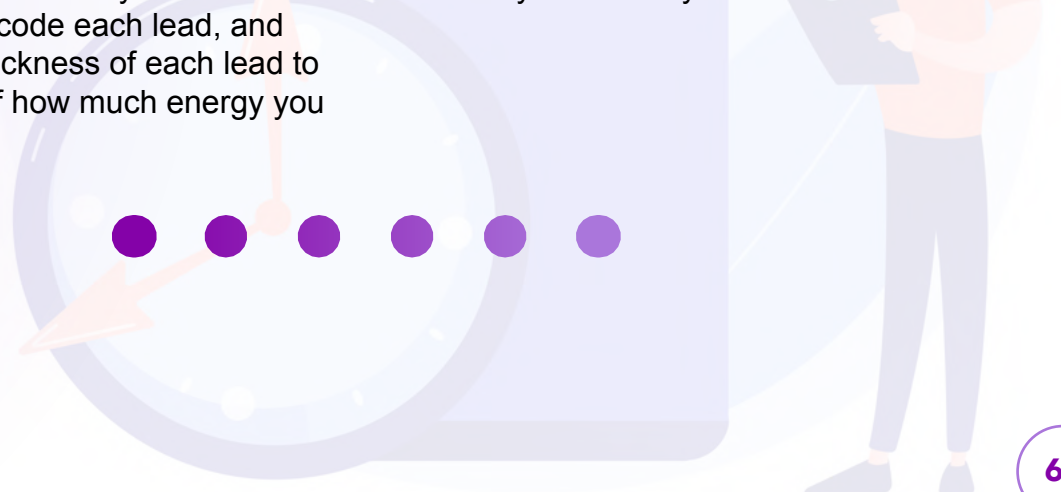 code each lead, and
ckness of each lead to
how much energy you
6